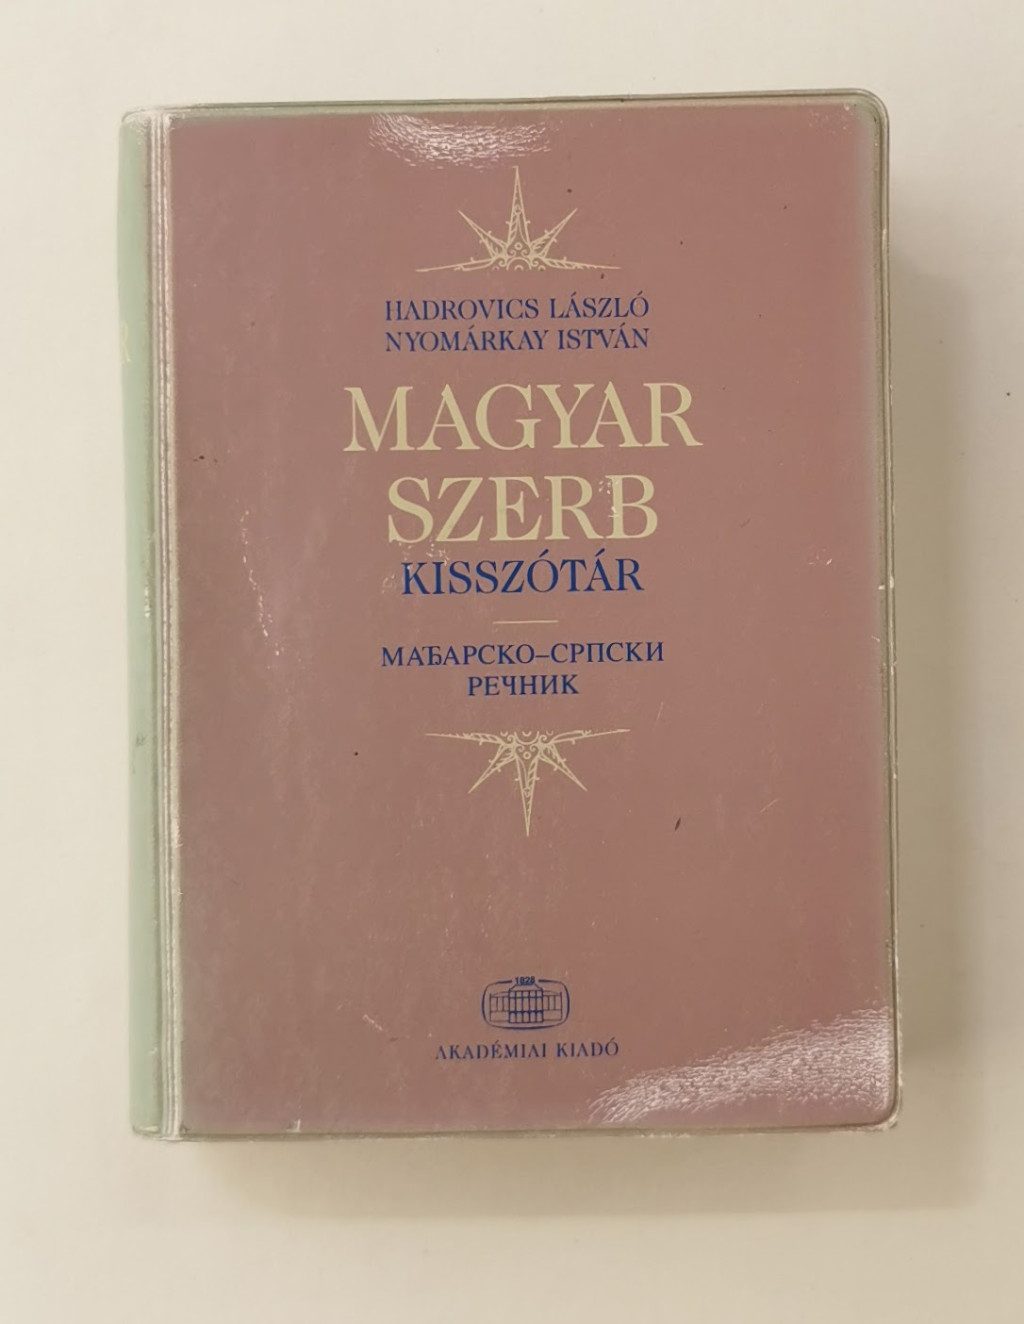 HADROVICS LÁSZLÓ
NYOMÁRKAY ISTVÁN
MAGYAR
SZERB
KISSZÓTÁR
МАЂАРСКО–СРПСКИ
РЕЧНИК
1828
AKADÉMIAI KIADÓ